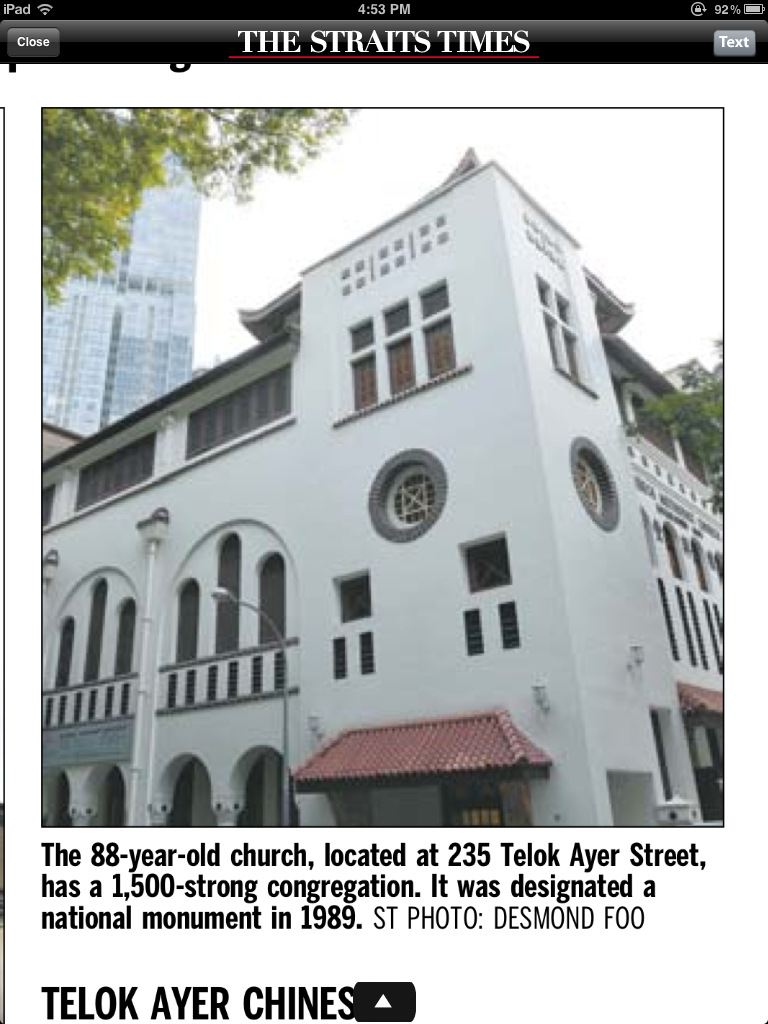 iPad 4:53 PM 92%
Close THE STRAITS TIMES Text
The 88-year-old church, located at 235 Telok Ayer Street,
has a 1,500-strong congregation. It was designated a
national monument in 1989. ST PHOTO: DESMOND FOO
TELOK AYER CHINES